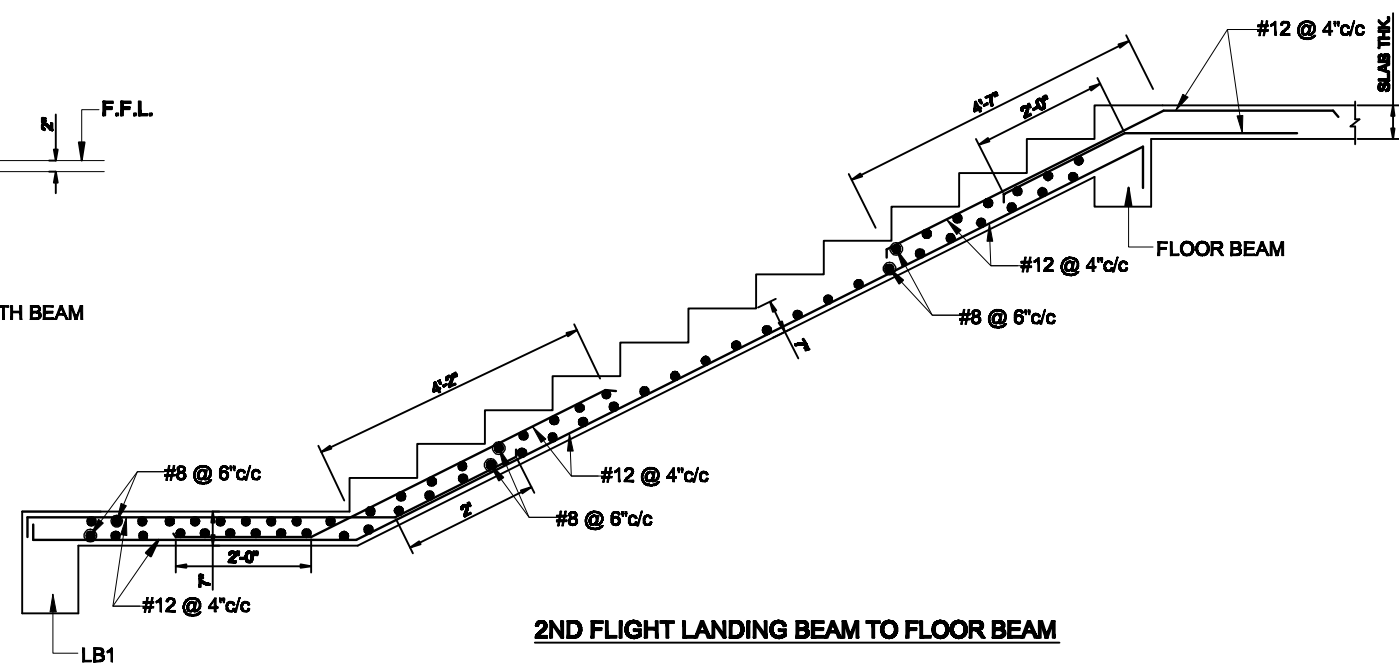 #12 @ 4"c/c
SLAB THK.
4'-7"
2'-0"
F.F.L.
2"
FLOOR BEAM
#12 @ 4"c/c
TH BEAM
#8 @ 6"c/c
7"
4'-2"
#8 @ 6"c/c
#12 @ 4"c/c
2'
#8 @ 6"c/c
2'-0"
7"
#12 @ 4"c/c
2ND FLIGHT LANDING BEAM TO FLOOR BEAM
LB1